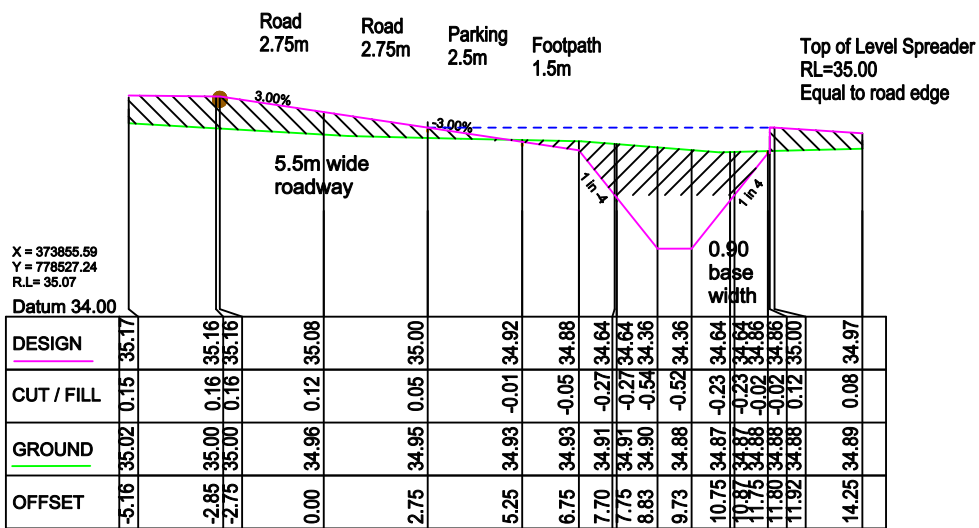 Road
2.75m
Road
2.75m
Parking
2.5m
Footpath
1.5m
Top of Level Spreader
RL=35.00
Equal to road edge
3.00%
-3.00%
5.5m wide
roadway
1 in -4
1 in 4
0.90
base
width
X = 373855.59
Y = 778527.24
R.L= 35.07
Datum 34.00
DESIGN 35.17 35.16 35.16 35.08 35.00 34.92 34.88 34.64 34.64 34.36 34.36 34.64 34.64 34.86 34.86 35.00 34.97
CUT / FILL 0.15 0.16 0.16 0.12 0.05 -0.01 -0.05 -0.27 -0.27 -0.54 -0.52 -0.23 -0.23 -0.02 -0.02 0.12 0.08
GROUND 35.02 35.00 35.00 34.96 34.95 34.93 34.93 34.91 34.91 34.90 34.88 34.87 34.87 34.88 34.88 34.88 34.89
OFFSET -5.16 -2.85 -2.75 0.00 2.75 5.25 6.75 7.70 7.75 8.83 9.73 10.75 10.87 11.75 11.80 11.92 14.25